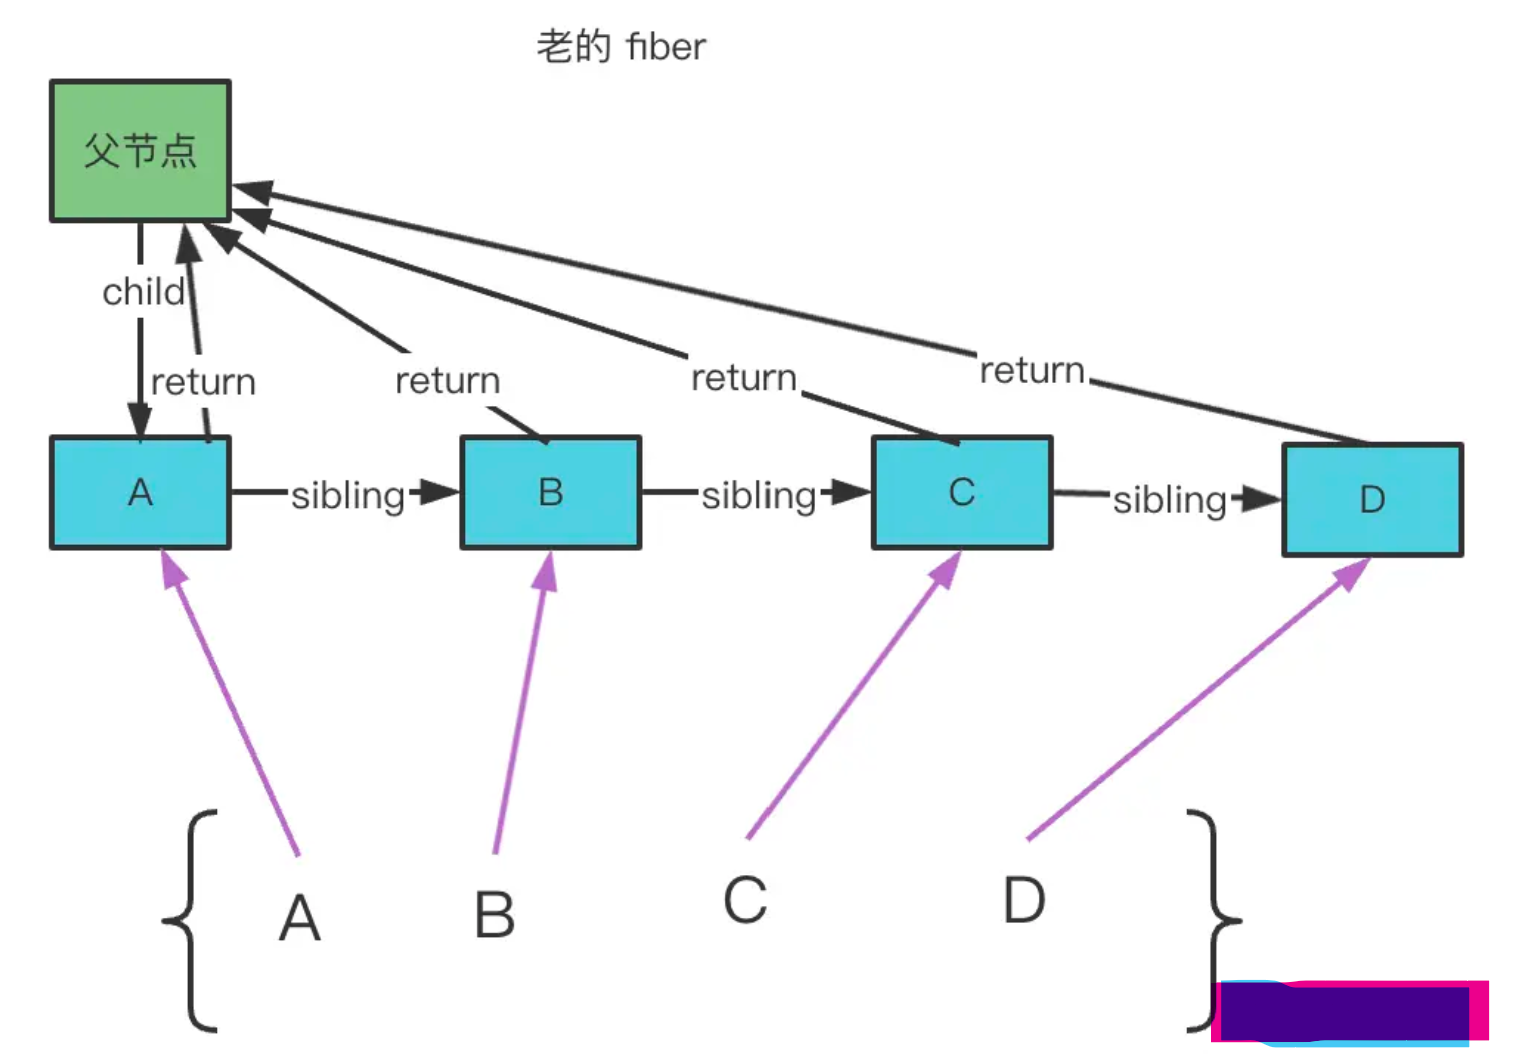 老的 fiber
父节点
child
return
return
return
return
A
sibling
B
sibling
C
sibling
D
{
A
B
C
D
}